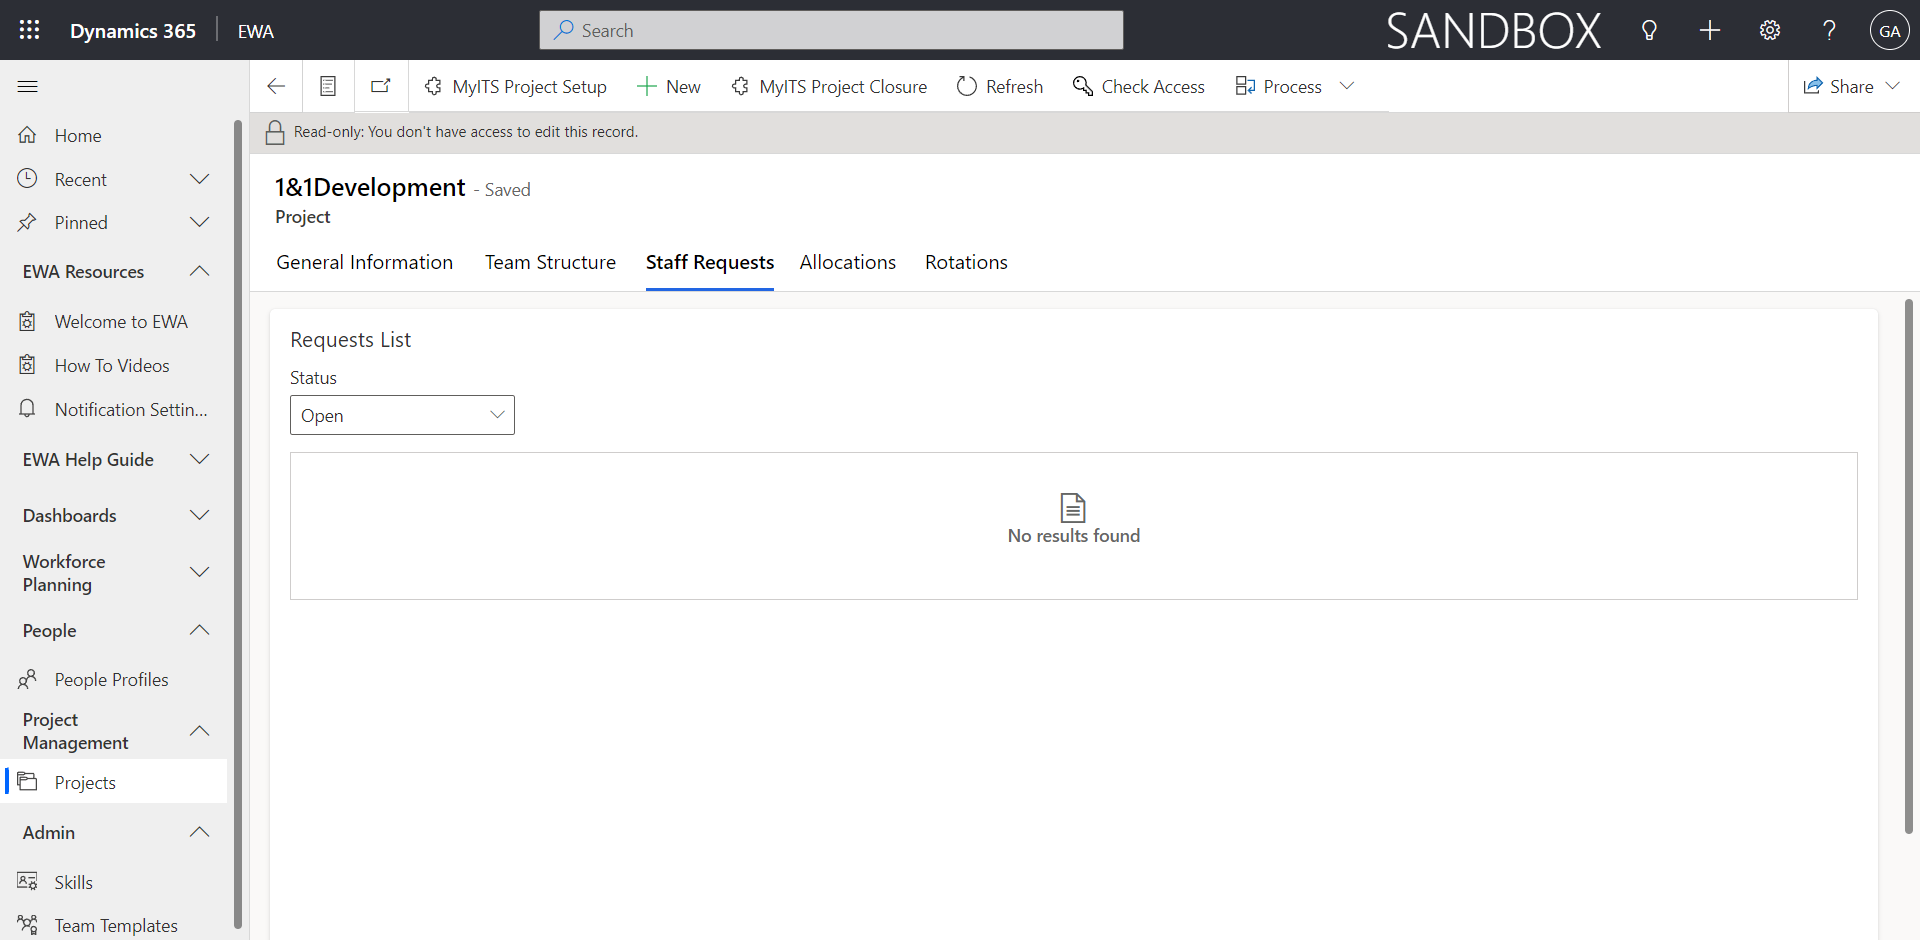 Dynamics 365
EWA
Search
SANDBOX
GA
MyITS Project Setup
New
MyITS Project Closure
Refresh
Check Access
Process
Share
Read-only: You don't have access to edit this record.
Home
Recent
Pinned
EWA Resources
Welcome to EWA
How To Videos
Notification Settin...
EWA Help Guide
Dashboards
Workforce
Planning
People
People Profiles
Project
Management
Projects
Admin
Skills
Team Templates
1&1Development - Saved
Project
General Information
Team Structure
Staff Requests
Allocations
Rotations
Requests List
Status
Open
No results found